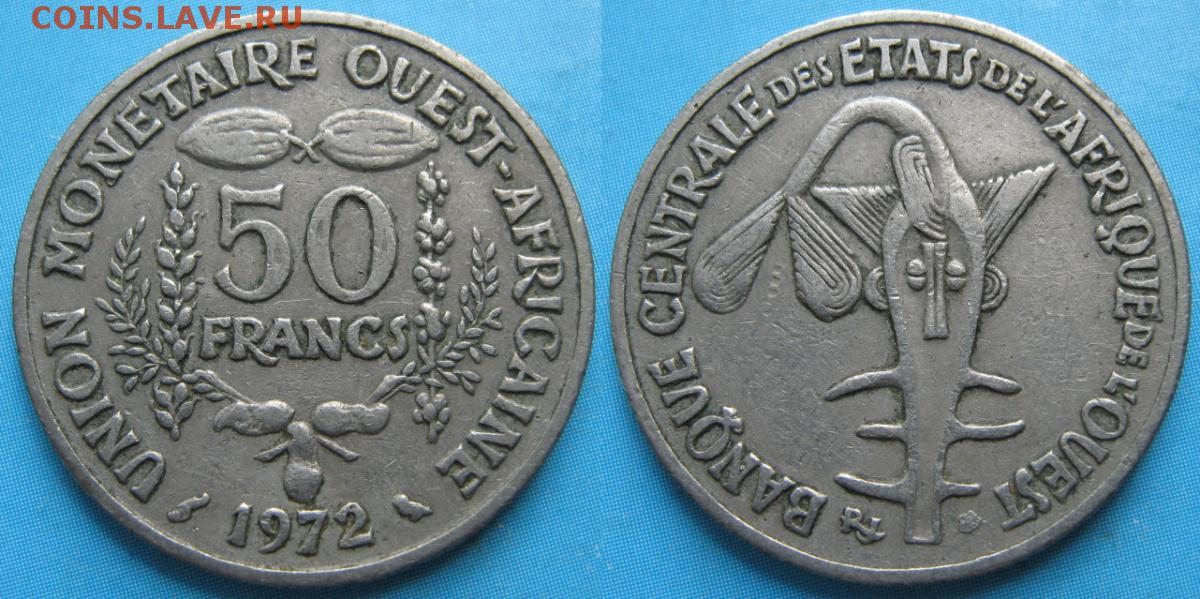 COINS.LAVE.RU
UNION MONETAIRE OUEST-AFRICAINE
50
FRANCS
1972
BANQUE CENTRALE DES ETATS DE L'AFRIQUE DE L'OUEST